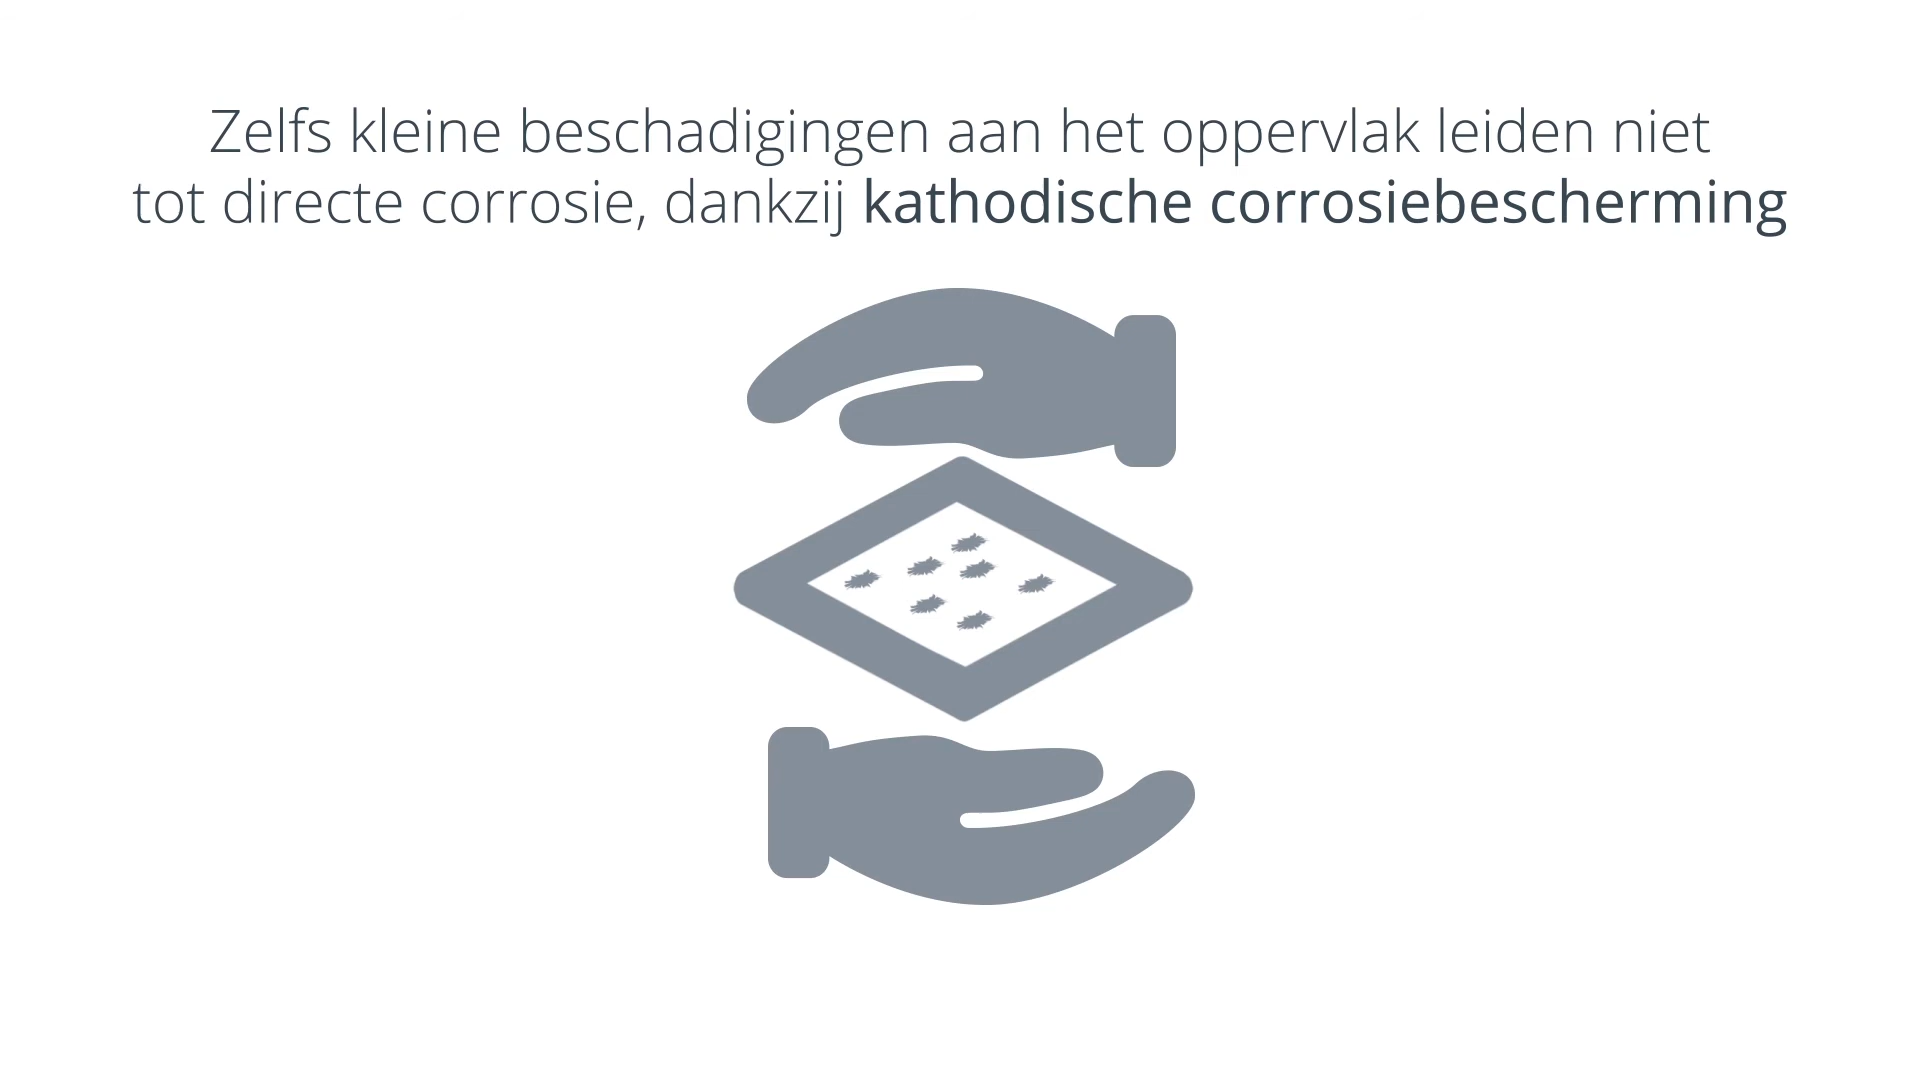 Zelfs kleine beschadigingen aan het oppervlak leiden niet
tot directe corrosie, dankzij kathodische corrosiebescherming